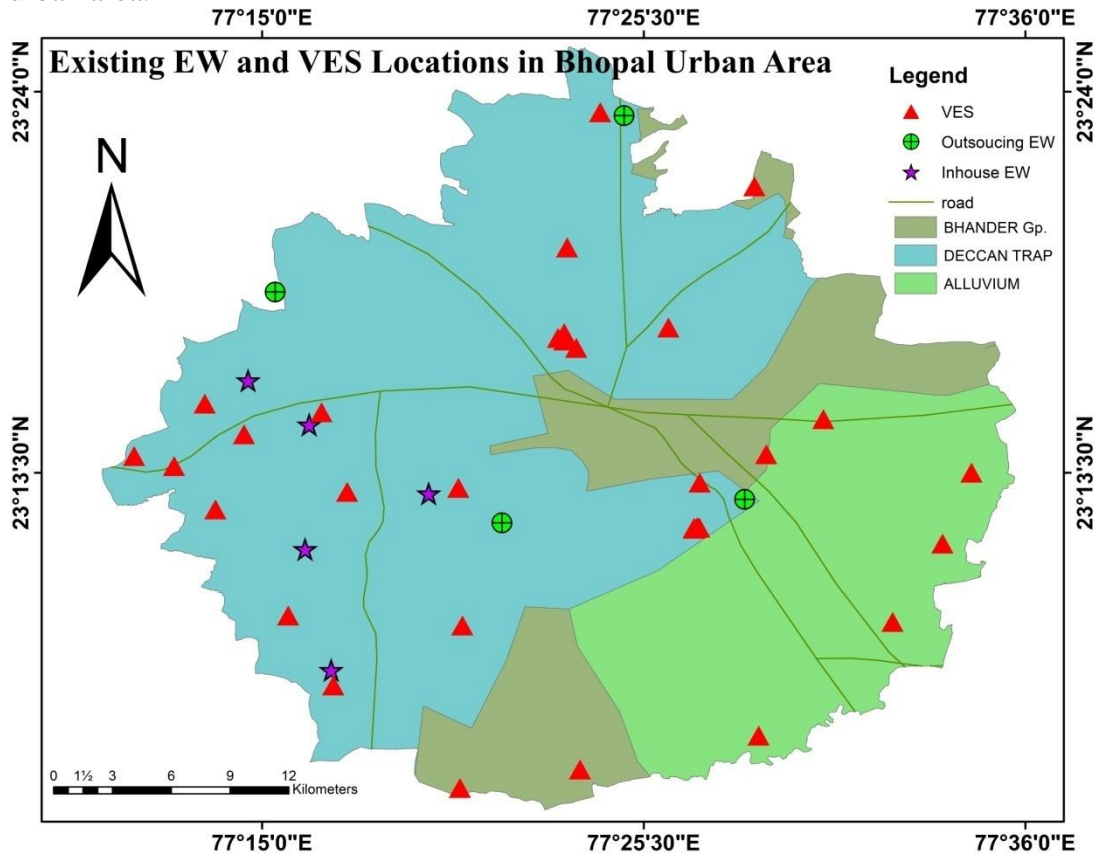 77°15'0"E 77°25'30"E 77°36'0"E
Existing EW and VES Locations in Bhopal Urban Area
23°24'0"N
23°24'0"N
N
Legend
VES
Outsoucing EW
Inhouse EW
road
BHANDER Gp.
DECCAN TRAP
ALLUVIUM
23°13'30"N
23°13'30"N
0 1½ 3 6 9 12
Kilometers
77°15'0"E 77°25'30"E 77°36'0"E